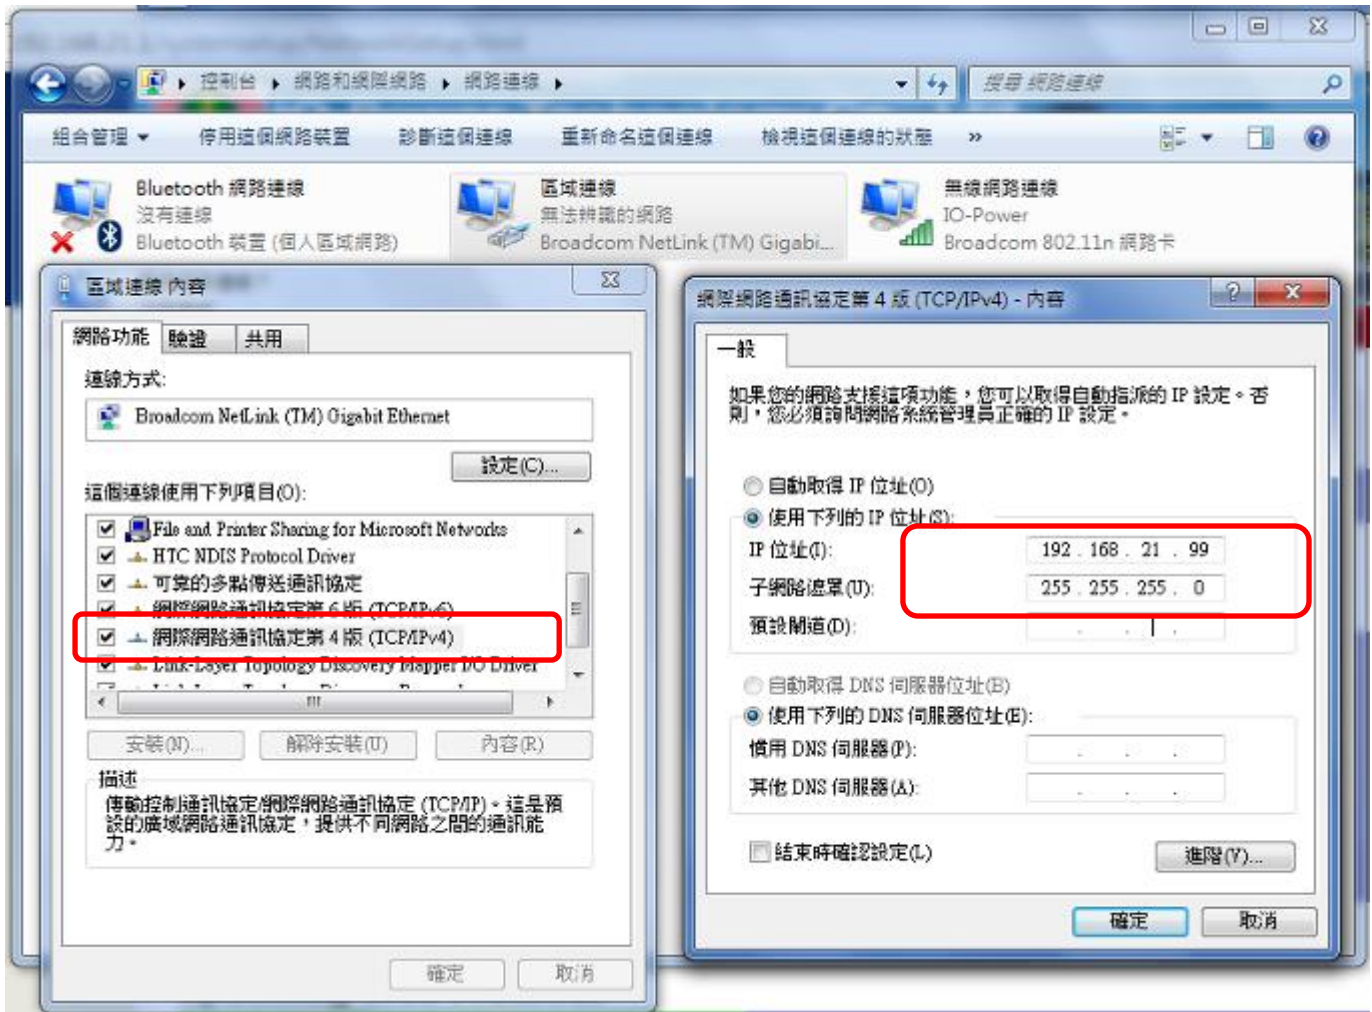 控制台 ▸ 網路和網際網路 ▸ 網路連線 ▸
搜尋 網路連線
組合管理 停用這個網路裝置 診斷這個連線 重新命名這個連線 檢視這個連線的狀態 »
Bluetooth 網路連線
沒有連線
Bluetooth 裝置 (個人區域網路)
區域連線
無法辨識的網路
Broadcom NetLink (TM) Gigabi...
無線網路連線
IO-Power
Broadcom 802.11n 網路卡
區域連線 內容
網路功能 驗證 共用
連線方式:
Broadcom NetLink (TM) Gigabit Ethernet
設定(C)...
這個連線使用下列項目(O):
File and Printer Sharing for Microsoft Networks
HTC NDIS Protocol Driver
可靠的多點傳送通訊協定
網際網路通訊協定第 6 版 (TCP/IPv6)
網際網路通訊協定第 4 版 (TCP/IPv4)
Link-Layer Topology Discovery Mapper I/O Driver
安裝(N)... 解除安裝(U) 內容(R)
描述
傳輸控制通訊協定/網際網路通訊協定 (TCP/IP)。這是預
設的廣域網路通訊協定，提供不同網路之間的通訊能
力。
確定 取消
網際網路通訊協定第 4 版 (TCP/IPv4) - 內容
一般
如果您的網路支援這項功能，您可以取得自動指派的 IP 設定。否
則，您必須詢問網路系統管理員正確的 IP 設定。
自動取得 IP 位址(O)
使用下列的 IP 位址(S):
IP 位址(I): 192 . 168 . 21 . 99
子網路遮罩(U): 255 . 255 . 255 . 0
預設閘道(D):
自動取得 DNS 伺服器位址(B)
使用下列的 DNS 伺服器位址(E):
慣用 DNS 伺服器(P):
其他 DNS 伺服器(A):
結束時確認設定(L)
進階(V)...
確定 取消